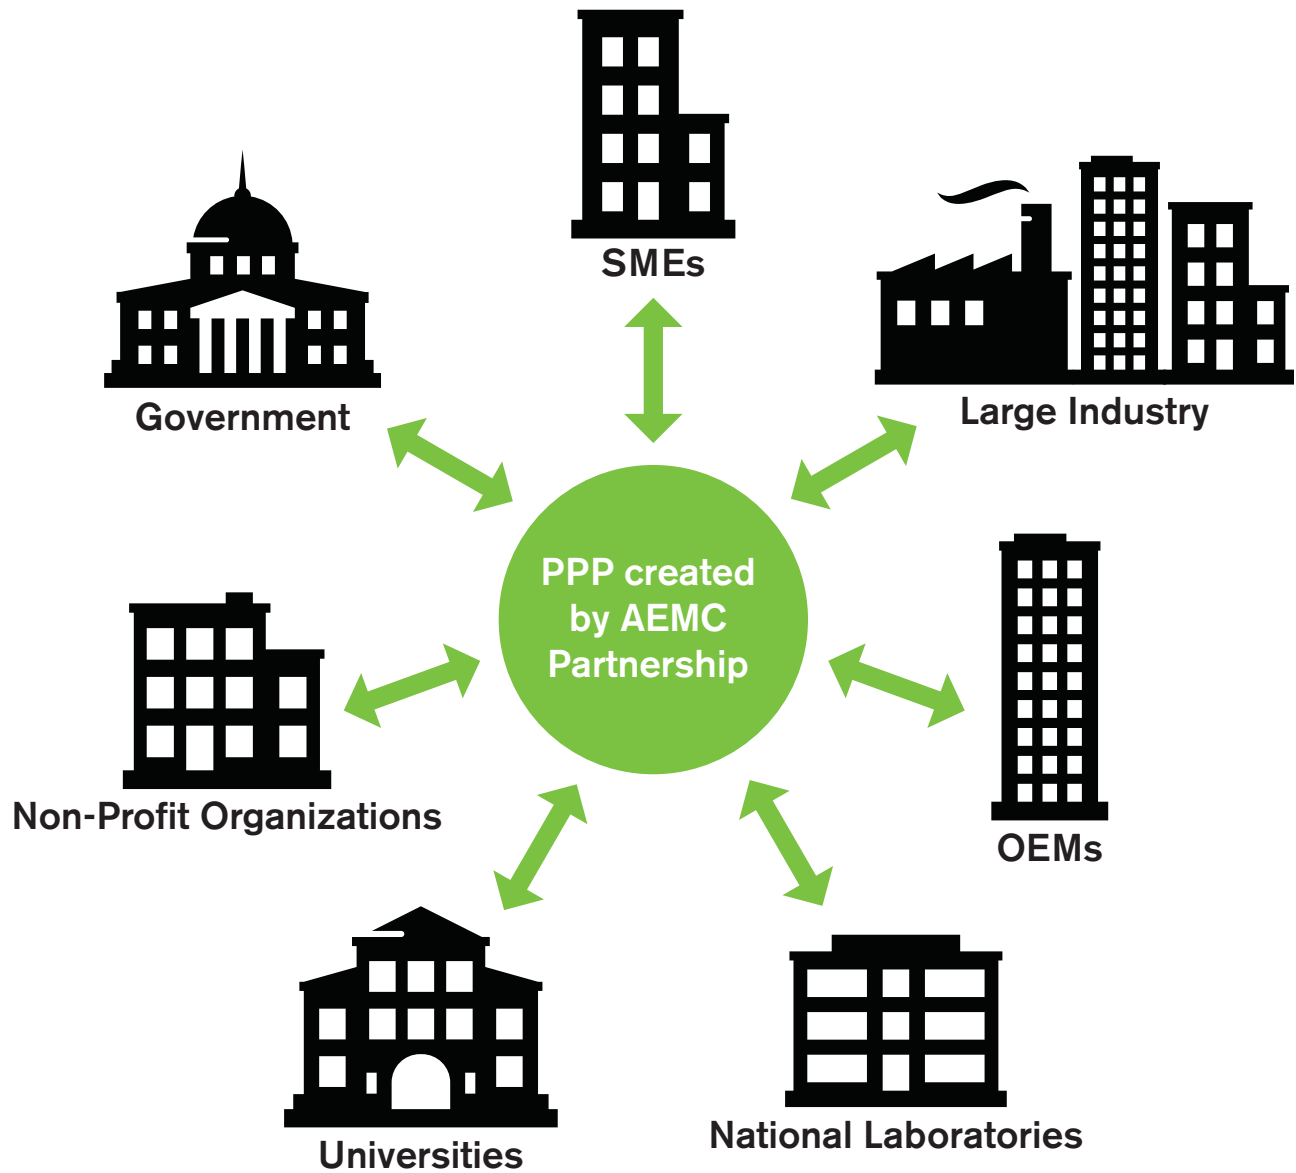 SMEs
Government
Large Industry
PPP created
by AEMC
Partnership
Non-Profit Organizations
OEMs
Universities
National Laboratories